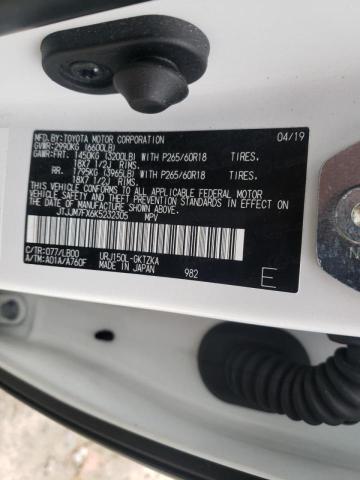 MFD.BY:TOYOTA MOTOR CORPORATION 04/19
GVWR:2990KG (6600LB)
GAWR:FRT. 1450KG (3200LB) WITH P265/60R18 TIRES.
18X7 1/2J RIMS.
RR. 1795KG (3965LB) WITH P265/60R18 TIRES.
18X7 1/2J RIMS.
THIS VEHICLE CONFORMS TO ALL APPLICABLE FEDERAL MOTOR
VEHICLE SAFETY AND THEFT PREVENTION STANDARDS IN EFFECT
ON THE DATE OF MANUFACTURE SHOWN ABOVE.
JTJJM7FX6K5232305 MPV
C/TR:077/LB00 URJ150L-GKTZKA
A/TM:A01A/A760F MADE IN JAPAN 982 E